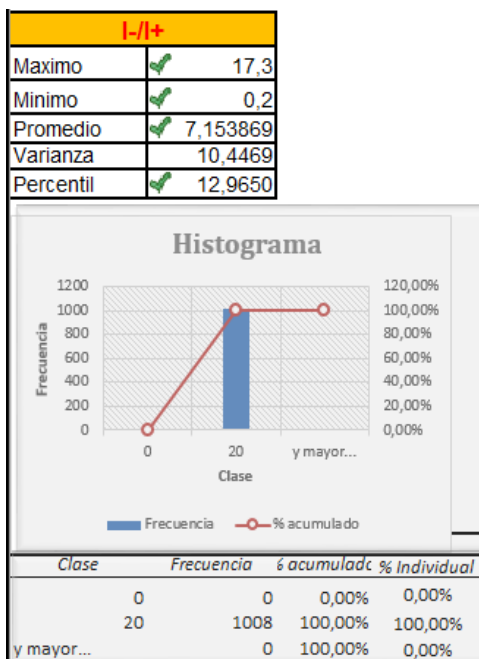 I-/I+
Maximo 17,3
Minimo 0,2
Promedio 7,153869
Varianza 10,4469
Percentil 12,9650
Histograma
1200 120,00%
1000 100,00%
800 80,00%
600 60,00%
400 40,00%
200 20,00%
0 0,00%
Frecuencia
0 20 y mayor...
Clase
Frecuencia % acumulado
Clase Frecuencia % acumulado % Individual
0 0 0,00% 0,00%
20 1008 100,00% 100,00%
y mayor... 0 100,00% 0,00%